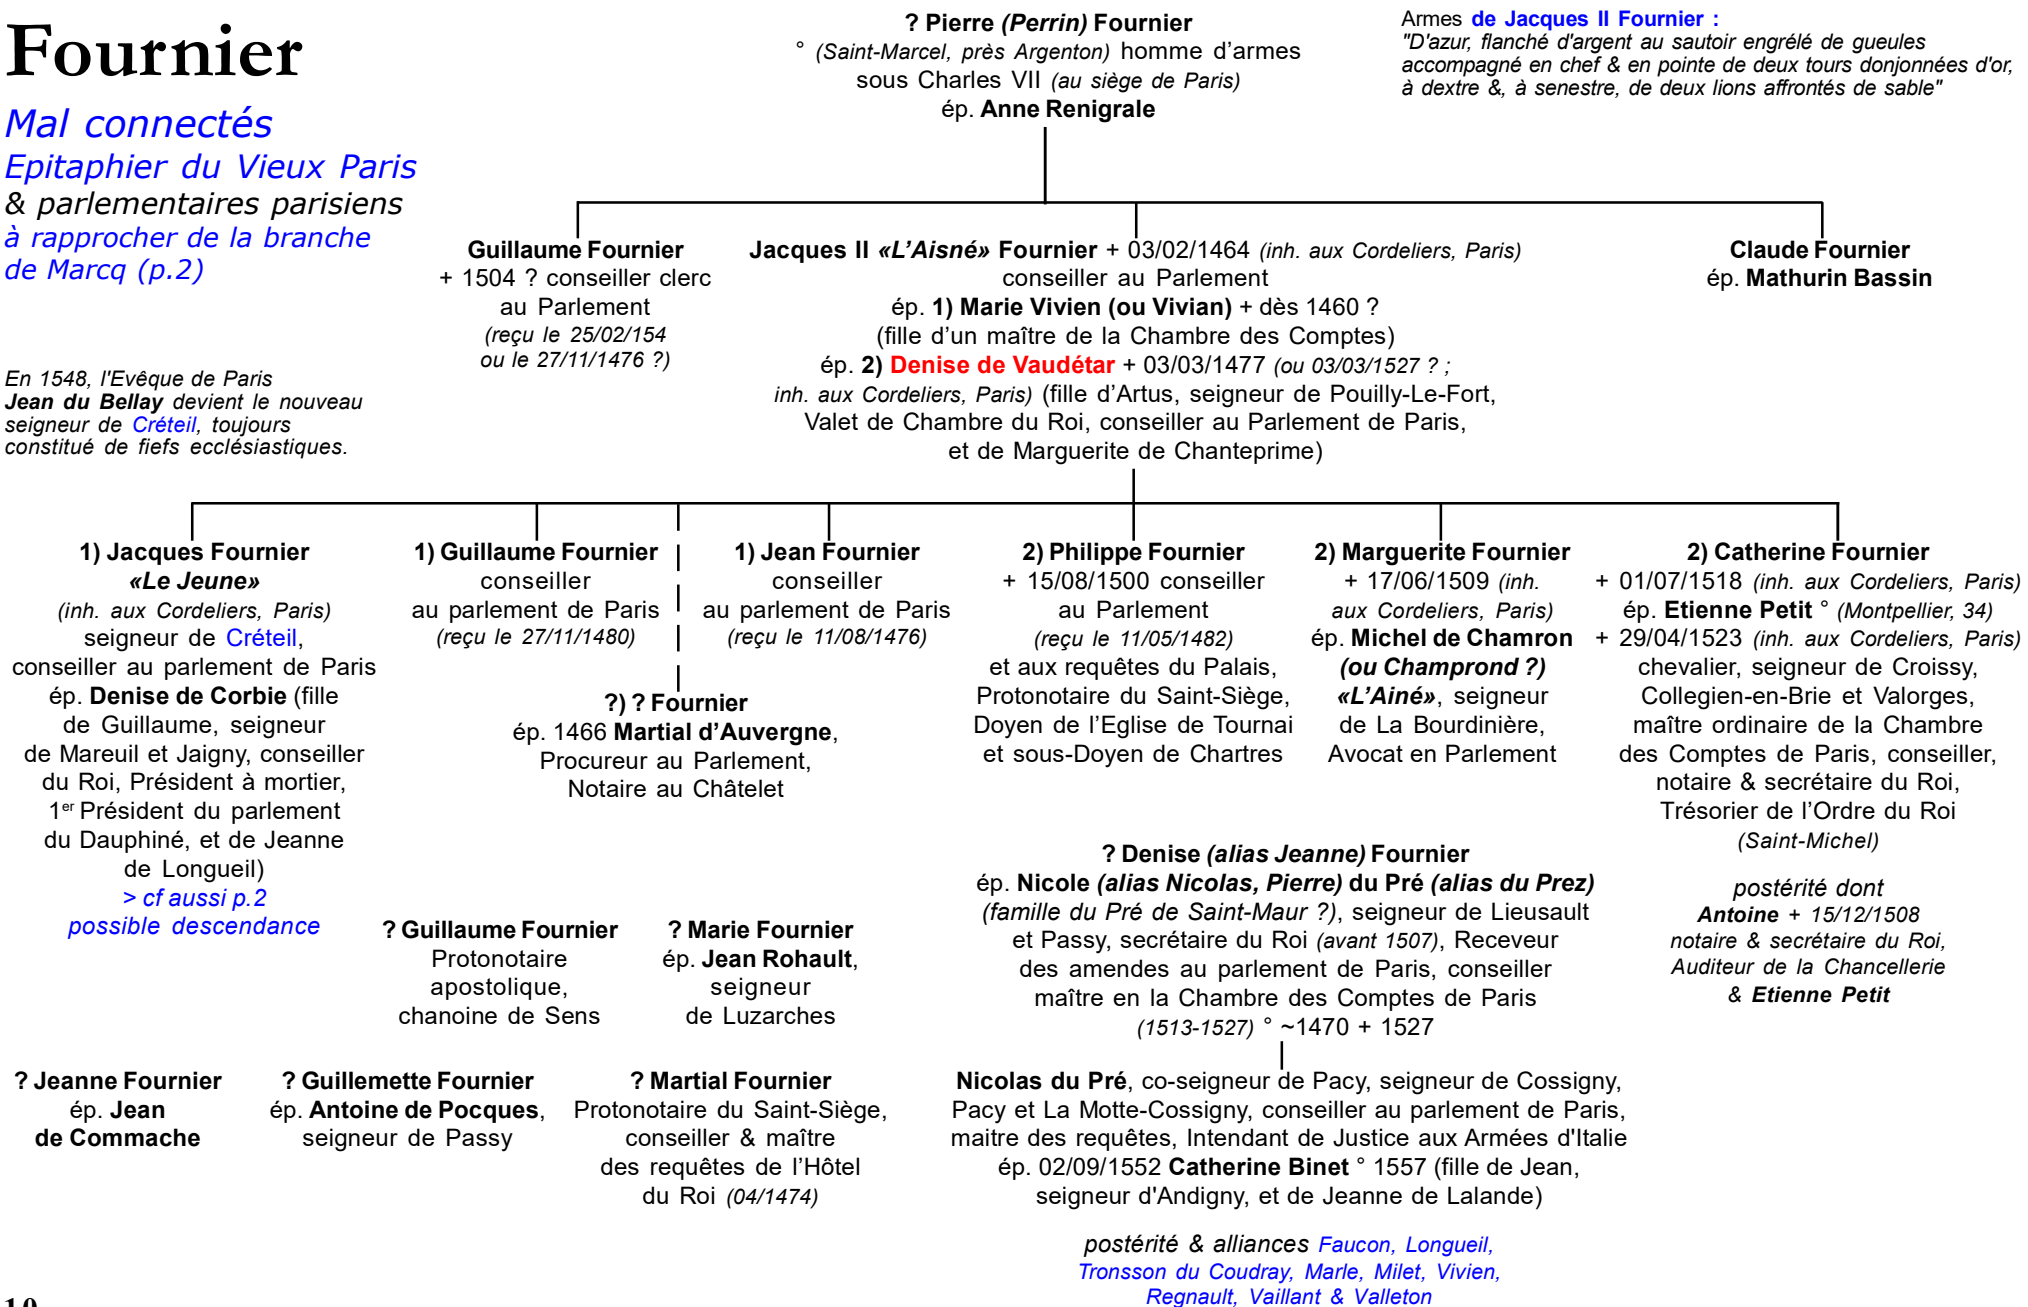 Fournier
Mal connectés
Epitaphier du Vieux Paris
& parlementaires parisiens
à rapprocher de la branche
de Marcq (p.2)
En 1548, l'Evêque de Paris
Jean du Bellay devient le nouveau
seigneur de Créteil, toujours
constitué de fiefs ecclésiastiques.
? Pierre (Perrin) Fournier
° (Saint-Marcel, près Argenton) homme d’armes
sous Charles VII (au siège de Paris)
ép. Anne Renigrale
Armes de Jacques II Fournier :
"D'azur, flanché d'argent au sautoir engrélé de gueules
accompagné en chef & en pointe de deux tours donjonnées d'or,
à dextre &, à senestre, de deux lions affrontés de sable"
Guillaume Fournier
+ 1504 ? conseiller clerc
au Parlement
(reçu le 25/02/154
ou le 27/11/1476 ?)
Jacques II «L’Aisné» Fournier + 03/02/1464 (inh. aux Cordeliers, Paris)
conseiller au Parlement
ép. 1) Marie Vivien (ou Vivian) + dès 1460 ?
(fille d’un maître de la Chambre des Comptes)
ép. 2) Denise de Vaudétar + 03/03/1477 (ou 03/03/1527 ? ;
inh. aux Cordeliers, Paris) (fille d’Artus, seigneur de Pouilly-Le-Fort,
Valet de Chambre du Roi, conseiller au Parlement de Paris,
et de Marguerite de Chanteprime)
Claude Fournier
ép. Mathurin Bassin
1) Jacques Fournier
«Le Jeune»
(inh. aux Cordeliers, Paris)
seigneur de Créteil,
conseiller au parlement de Paris
ép. Denise de Corbie (fille
de Guillaume, seigneur
de Mareuil et Jaigny, conseiller
du Roi, Président à mortier,
1er Président du parlement
du Dauphiné, et de Jeanne
de Longueil)
> cf aussi p.2
possible descendance
1) Guillaume Fournier
conseiller
au parlement de Paris
(reçu le 27/11/1480)
1) Jean Fournier
conseiller
au parlement de Paris
(reçu le 11/08/1476)
?) ? Fournier
ép. 1466 Martial d’Auvergne,
Procureur au Parlement,
Notaire au Châtelet
2) Philippe Fournier
+ 15/08/1500 conseiller
au Parlement
(reçu le 11/05/1482)
et aux requêtes du Palais,
Protonotaire du Saint-Siège,
Doyen de l’Eglise de Tournai
et sous-Doyen de Chartres
2) Marguerite Fournier
+ 17/06/1509 (inh.
aux Cordeliers, Paris)
ép. Michel de Chamron
(ou Champrond ?)
«L’Ainé», seigneur
de La Bourdinière,
Avocat en Parlement
2) Catherine Fournier
+ 01/07/1518 (inh. aux Cordeliers, Paris)
ép. Etienne Petit ° (Montpellier, 34)
+ 29/04/1523 (inh. aux Cordeliers, Paris)
chevalier, seigneur de Croissy,
Collegien-en-Brie et Valorges,
maître ordinaire de la Chambre
des Comptes de Paris, conseiller,
notaire & secrétaire du Roi,
Trésorier de l’Ordre du Roi
(Saint-Michel)
postérité dont
Antoine + 15/12/1508
notaire & secrétaire du Roi,
Auditeur de la Chancellerie
& Etienne Petit
? Denise (alias Jeanne) Fournier
ép. Nicole (alias Nicolas, Pierre) du Pré (alias du Prez)
(famille du Pré de Saint-Maur ?), seigneur de Lieusault
et Passy, secrétaire du Roi (avant 1507), Receveur
des amendes au parlement de Paris, conseiller
maître en la Chambre des Comptes de Paris
(1513-1527) ° ~1470 + 1527
? Guillaume Fournier
Protonotaire
apostolique,
chanoine de Sens
? Marie Fournier
ép. Jean Rohault,
seigneur
de Luzarches
? Jeanne Fournier
ép. Jean
de Commache
? Guillemette Fournier
ép. Antoine de Pocques,
seigneur de Passy
? Martial Fournier
Protonotaire du Saint-Siège,
conseiller & maître
des requêtes de l’Hôtel
du Roi (04/1474)
Nicolas du Pré, co-seigneur de Pacy, seigneur de Cossigny,
Pacy et La Motte-Cossigny, conseiller au parlement de Paris,
maitre des requêtes, Intendant de Justice aux Armées d'Italie
ép. 02/09/1552 Catherine Binet ° 1557 (fille de Jean,
seigneur d'Andigny, et de Jeanne de Lalande)
postérité & alliances Faucon, Longueil,
Tronsson du Coudray, Marle, Milet, Vivien,
Regnault, Vaillant & Valleton
10